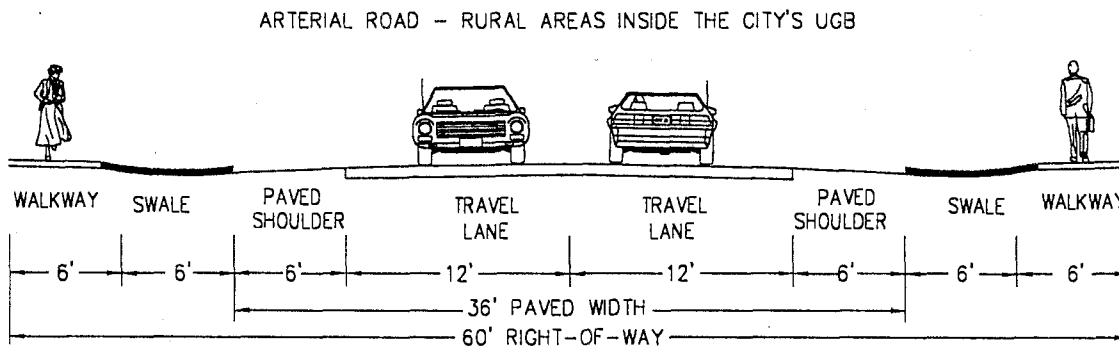 ARTERIAL ROAD - RURAL AREAS INSIDE THE CITY'S UGB
WALKWAY SWALE PAVED SHOULDER TRAVEL LANE TRAVEL LANE PAVED SHOULDER SWALE WALKWAY
6' 6' 6' 12' 12' 6' 6' 6'
36' PAVED WIDTH
60' RIGHT-OF-WAY